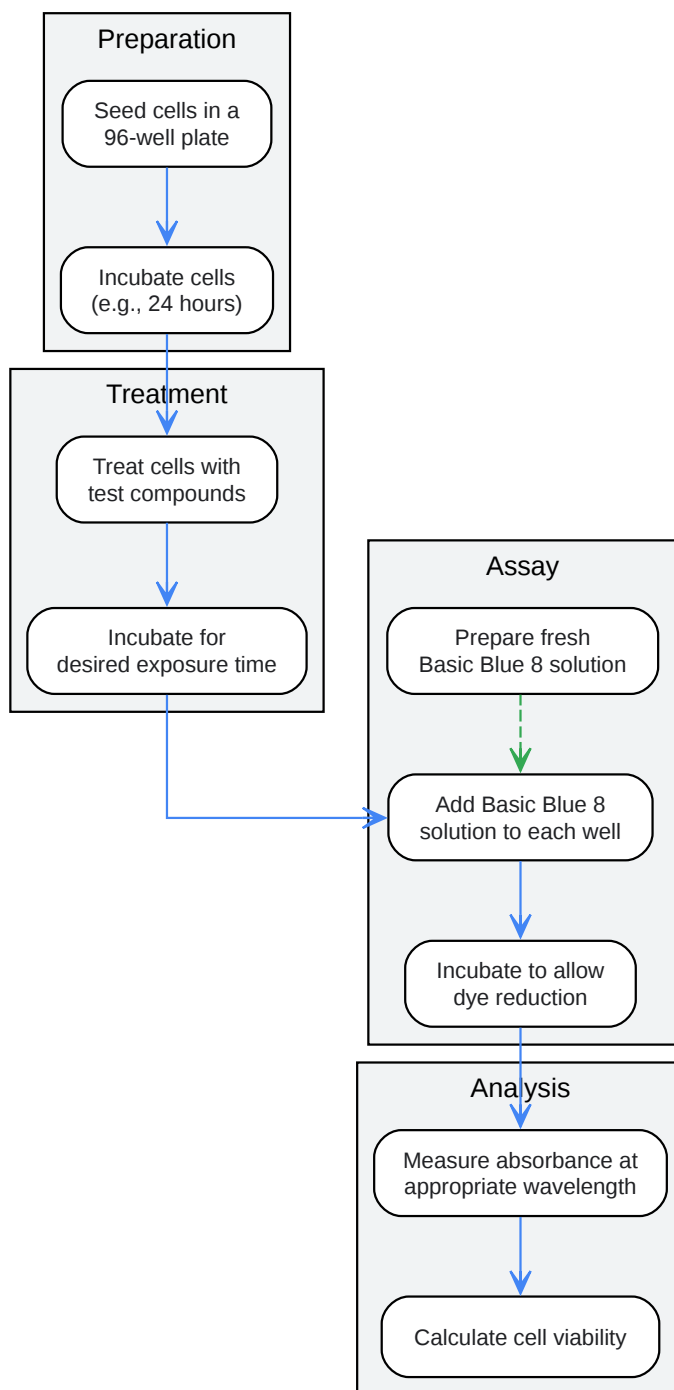 Preparation
Seed cells in a
96-well plate
Incubate cells
(e.g., 24 hours)
Treatment
Treat cells with
test compounds
Incubate for
desired exposure time
Assay
Prepare fresh
Basic Blue 8 solution
Add Basic Blue 8
solution to each well
Incubate to allow
dye reduction
Analysis
Measure absorbance at
appropriate wavelength
Calculate cell viability